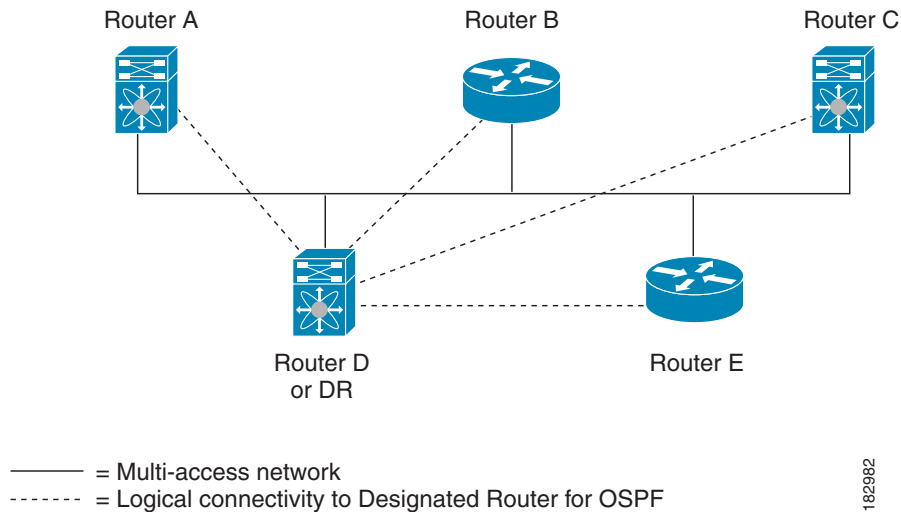 Router A
Router B
Router C
Router D
or DR
Router E
= Multi-access network
= Logical connectivity to Designated Router for OSPF
182982